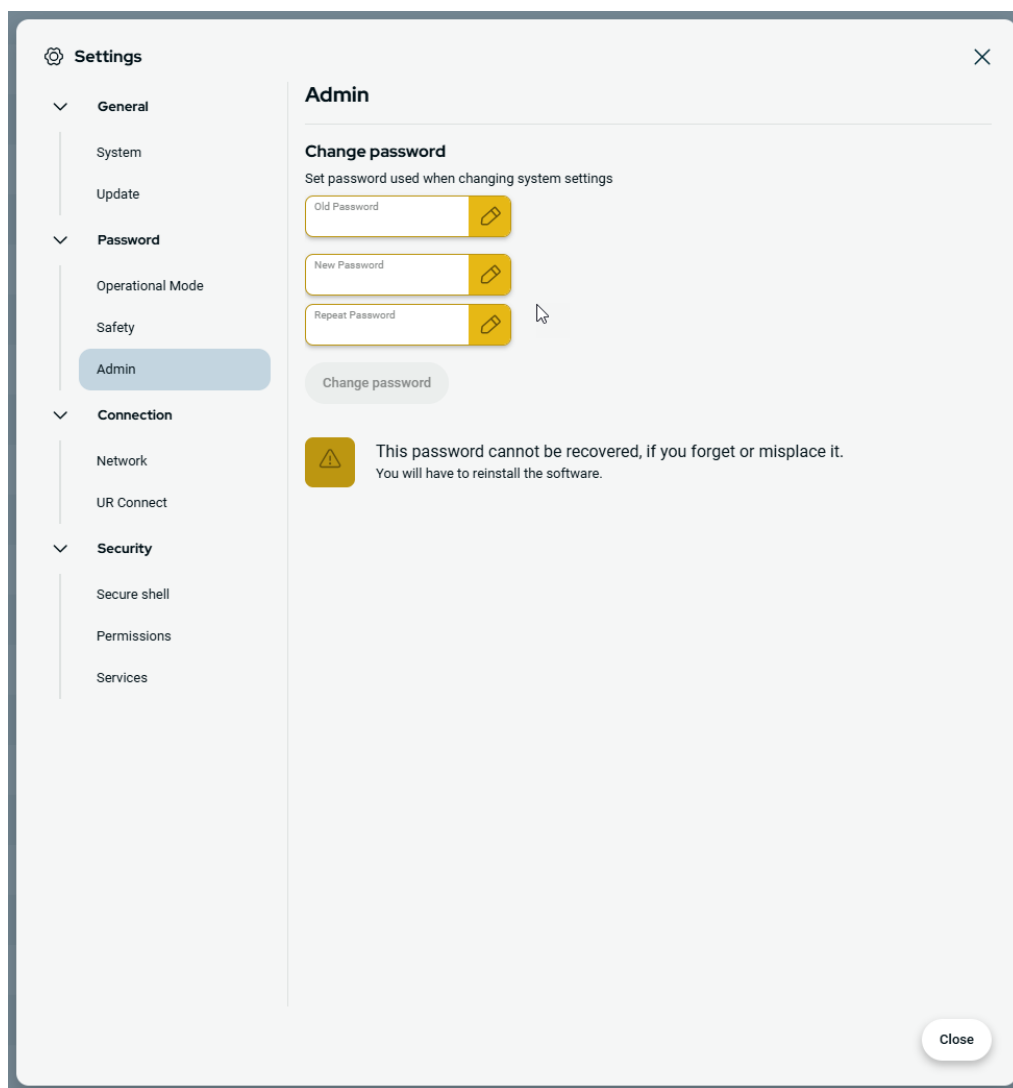 Settings
General
System
Update
Password
Operational Mode
Safety
Admin
Connection
Network
UR Connect
Security
Secure shell
Permissions
Services
Admin
Change password
Set password used when changing system settings
Old Password
New Password
Repeat Password
Change password
This password cannot be recovered, if you forget or misplace it.
You will have to reinstall the software.
Close